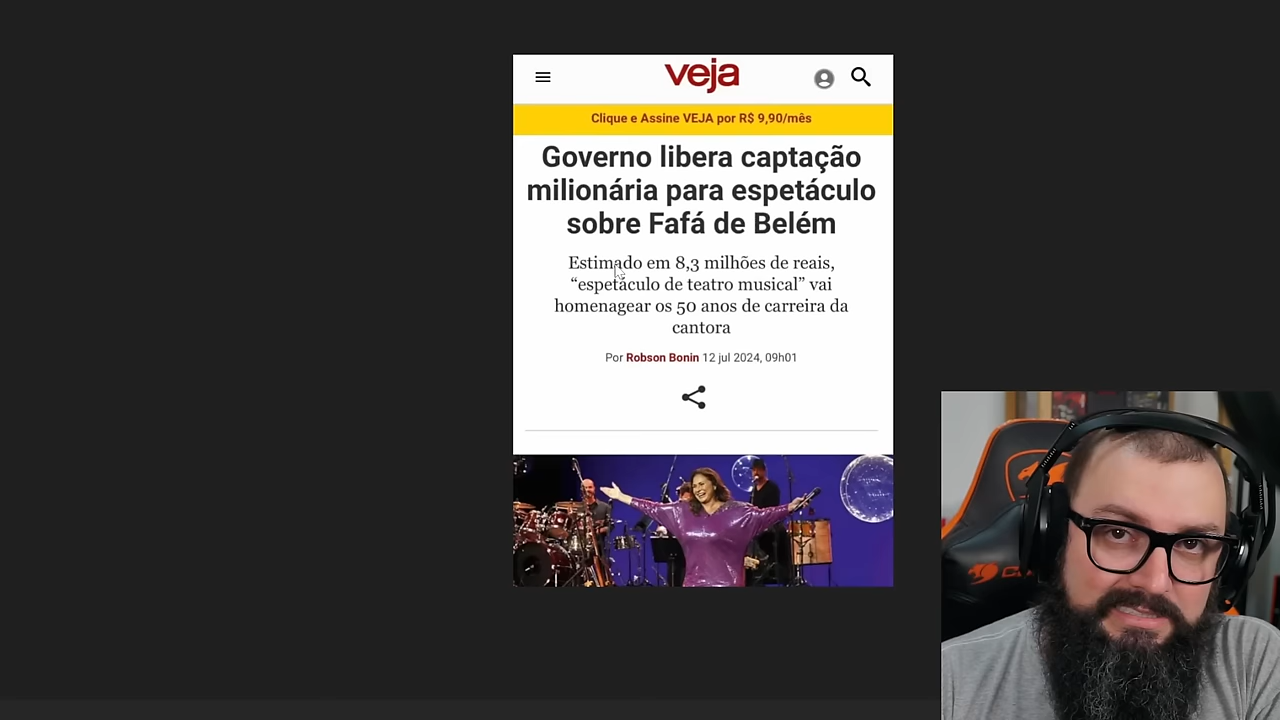 veja
Clique e Assine VEJA por R$ 9,90/mês
Governo libera captação
milionária para espetáculo
sobre Fafá de Belém
Estimado em 8,3 milhões de reais,
“espetáculo de teatro musical” vai
homenagear os 50 anos de carreira da
cantora
Por Robson Bonin 12 jul 2024, 09h01